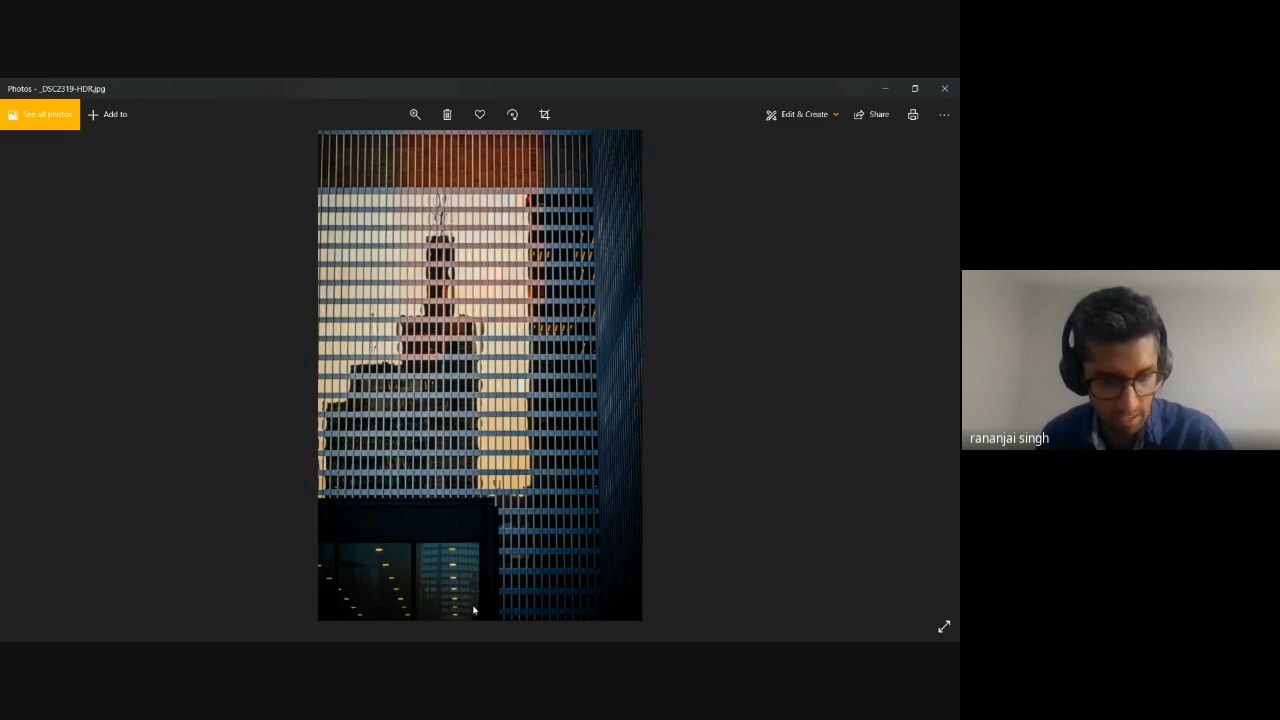 Photos - _DSC2319-HDR.jpg
See all photos
Add to
Edit & Create
Share
rananjai singh